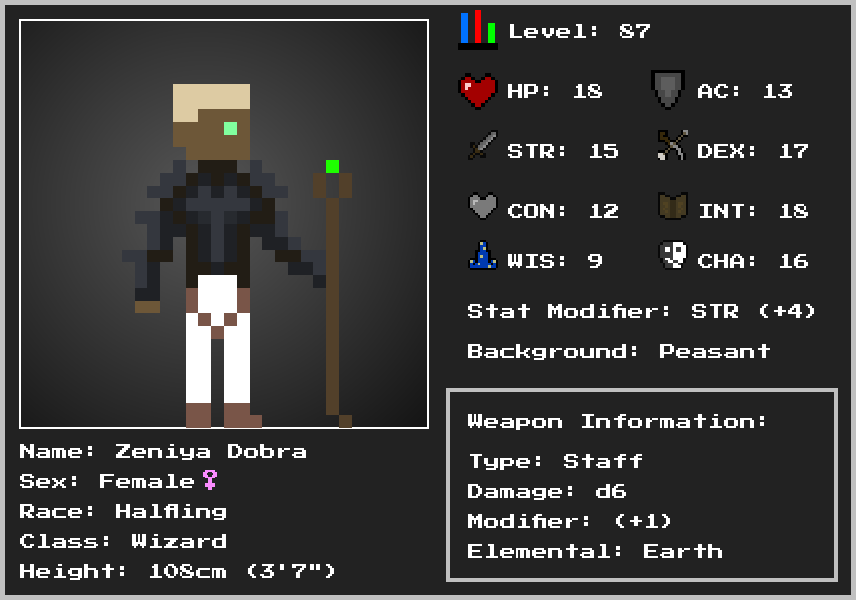 Level: 87
HP: 18 AC: 13
STR: 15 DEX: 17
CON: 12 INT: 18
WIS: 9 CHA: 16
Stat Modifier: STR (+4)
Background: Peasant
Weapon Information:
Type: Staff
Damage: d6
Modifier: (+1)
Elemental: Earth
Name: Zeniya Dobra
Sex: Female♀
Race: Halfling
Class: Wizard
Height: 108cm (3'7")